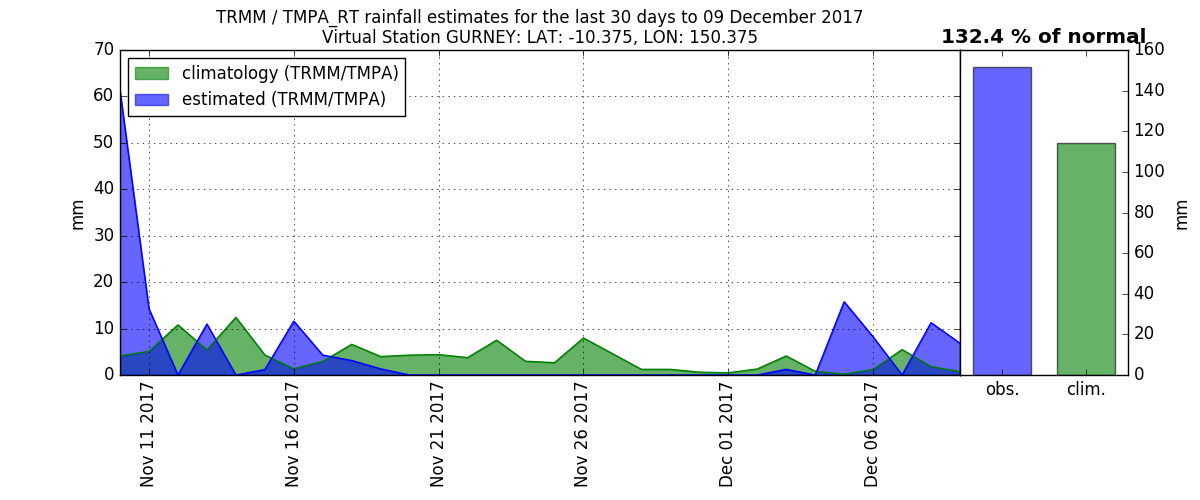 TRMM / TMPA_RT rainfall estimates for the last 30 days to 09 December 2017
Virtual Station GURNEY: LAT: -10.375, LON: 150.375
132.4 % of normal
climatology (TRMM/TMPA)
estimated (TRMM/TMPA)
70
60
50
40
30
20
10
0
mm
160
140
120
100
80
60
40
20
0
mm
Nov 11 2017
Nov 16 2017
Nov 21 2017
Nov 26 2017
Dec 01 2017
Dec 06 2017
obs.
clim.